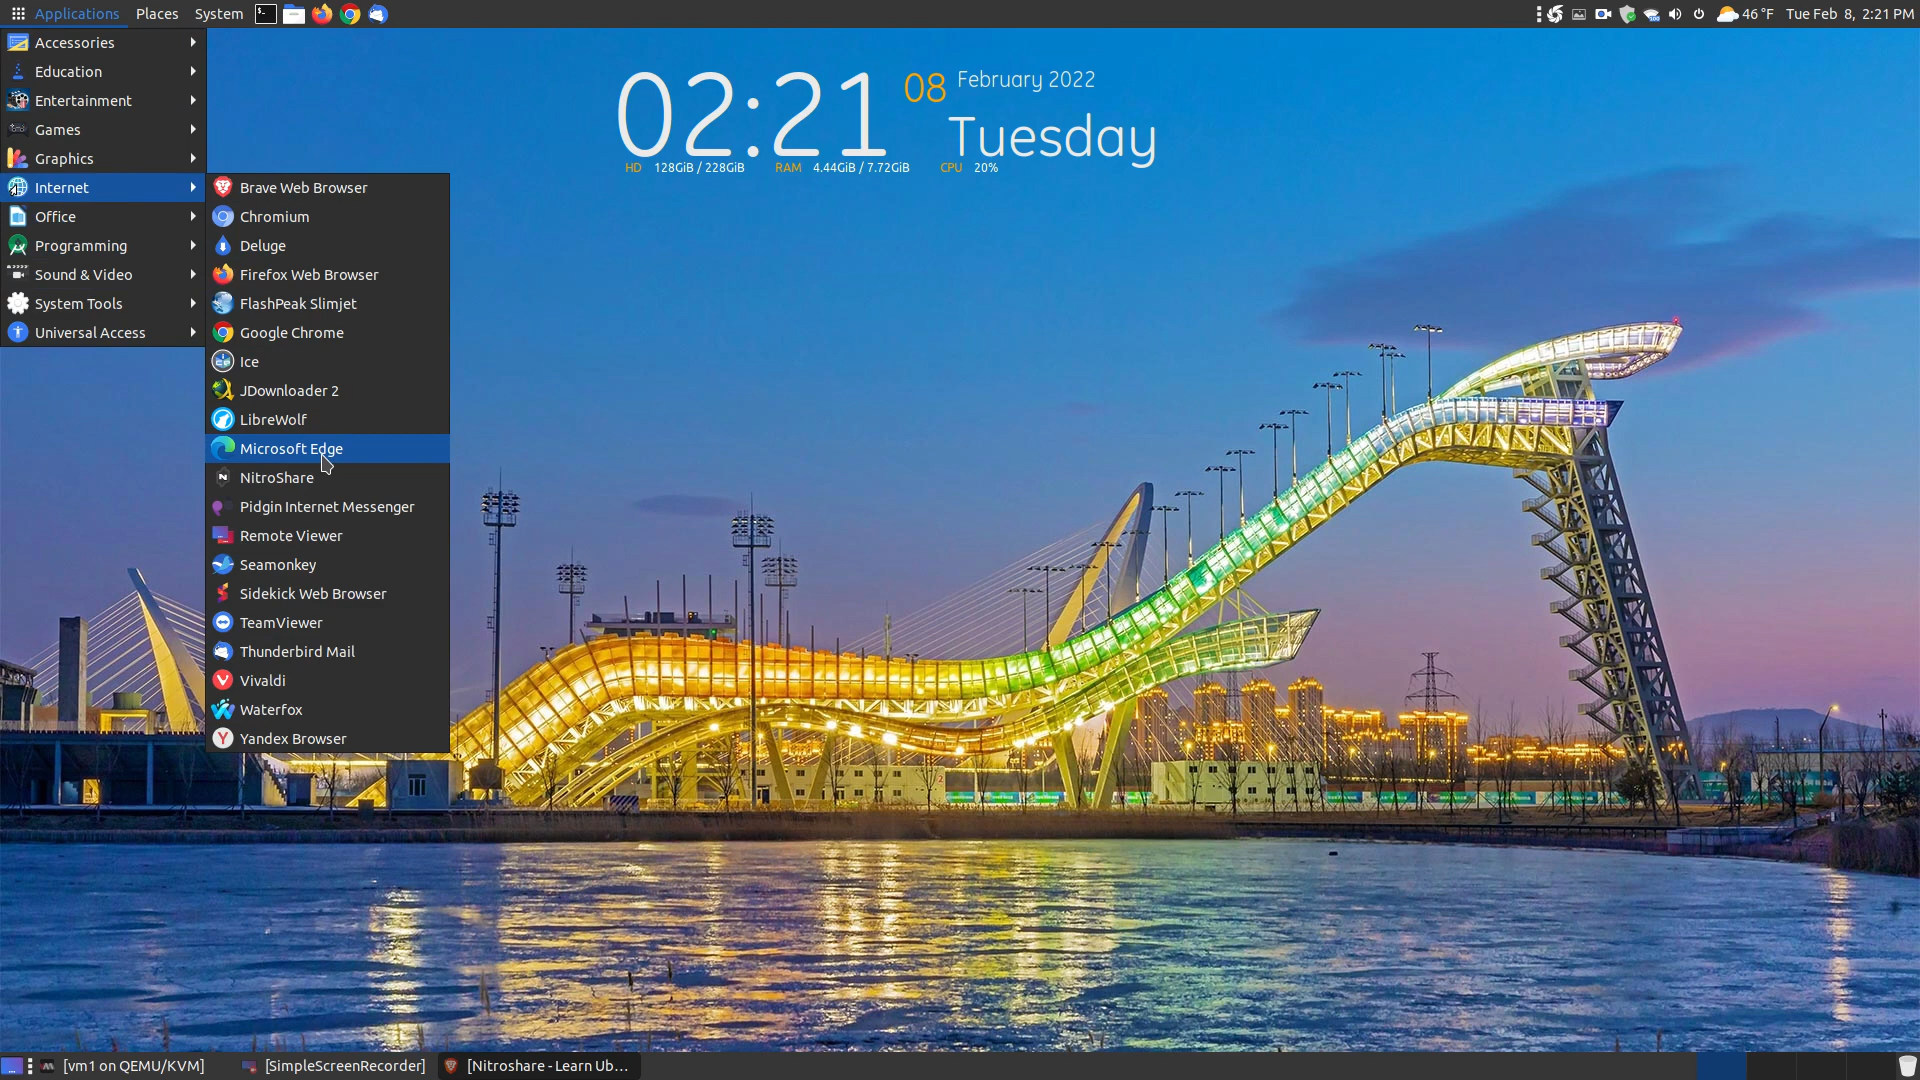 Applications Places System 46 °F Tue Feb 8, 2:21 PM
Accessories
Education
Entertainment
Games
Graphics
Internet
Office
Programming
Sound & Video
System Tools
Universal Access
Brave Web Browser
Chromium
Deluge
Firefox Web Browser
FlashPeak Slimjet
Google Chrome
Ice
JDownloader 2
LibreWolf
Microsoft Edge
NitroShare
Pidgin Internet Messenger
Remote Viewer
Seamonkey
Sidekick Web Browser
TeamViewer
Thunderbird Mail
Vivaldi
Waterfox
Yandex Browser
02:21 08 February 2022
Tuesday
HD 128GiB / 228GiB RAM 4.44GiB / 7.72GiB CPU 20%
[vm1 on QEMU/KVM] [SimpleScreenRecorder] [Nitroshare - Learn Ub...